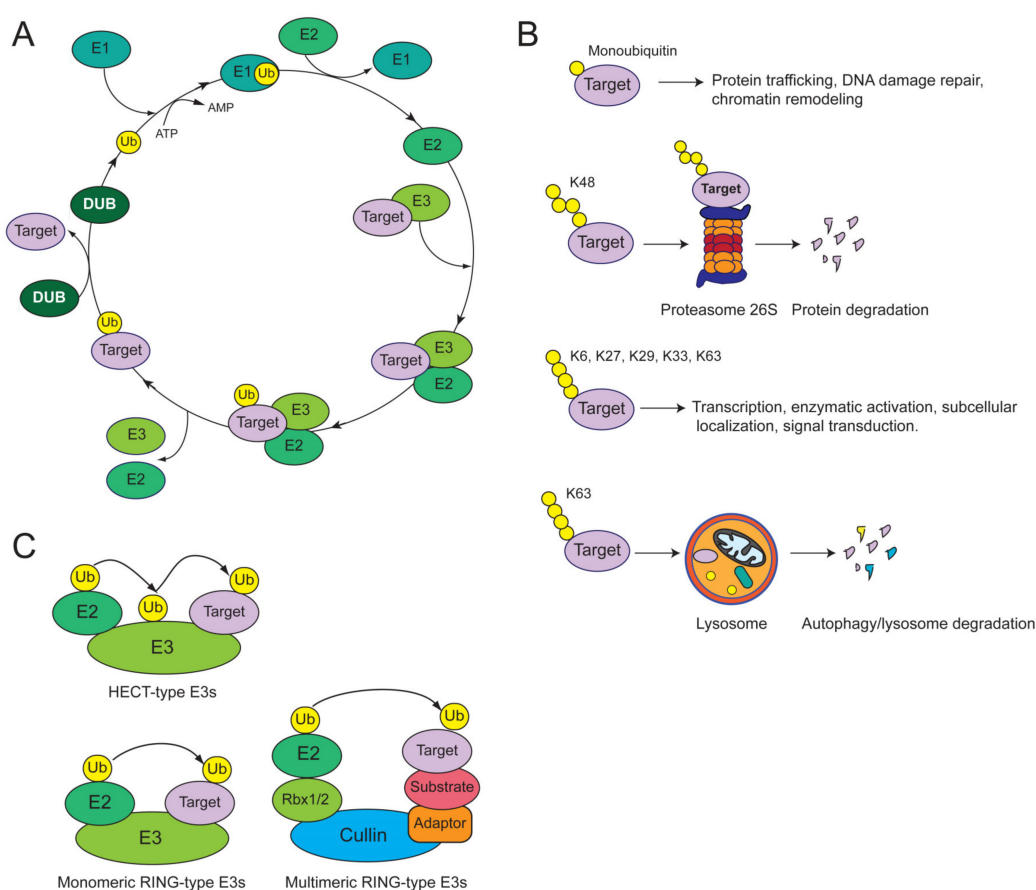 A
E1
E1
Ub
E2
E1
Ub
ATP
AMP
E2
DUB
Target
DUB
E3
Target
Ub
Target
E3
Target
E2
Ub
Target
E3
E2
E3
E2
B
Monoubiquitin
Target
Protein trafficking, DNA damage repair,
chromatin remodeling
K48
Target
Target
Proteasome 26S
Protein degradation
K6, K27, K29, K33, K63
Target
Transcription, enzymatic activation, subcellular
localization, signal transduction.
K63
Target
Lysosome
Autophagy/lysosome degradation
C
Ub
Ub
Ub
E2
Target
E3
HECT-type E3s
Ub
Ub
E2
Target
E3
Monomeric RING-type E3s
Ub
Ub
E2
Target
Rbx1/2
Substrate
Adaptor
Cullin
Multimeric RING-type E3s